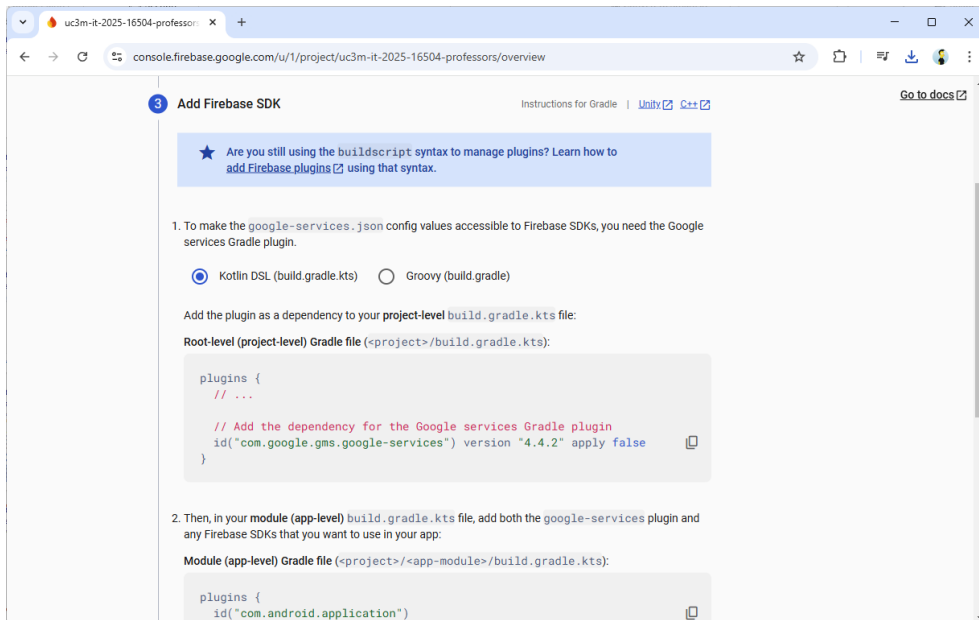 uc3m-it-2025-16504-professors
console.firebase.google.com/u/1/project/uc3m-it-2025-16504-professors/overview
Go to docs
3 Add Firebase SDK
Instructions for Gradle | Unity C++
Are you still using the buildscript syntax to manage plugins? Learn how to
add Firebase plugins using that syntax.
1. To make the google-services.json config values accessible to Firebase SDKs, you need the Google
services Gradle plugin.
Kotlin DSL (build.gradle.kts) Groovy (build.gradle)
Add the plugin as a dependency to your project-level build.gradle.kts file:
Root-level (project-level) Gradle file (<project>/build.gradle.kts):
plugins {
// ...
// Add the dependency for the Google services Gradle plugin
id("com.google.gms.google-services") version "4.4.2" apply false
}
2. Then, in your module (app-level) build.gradle.kts file, add both the google-services plugin and
any Firebase SDKs that you want to use in your app:
Module (app-level) Gradle file (<project>/<app-module>/build.gradle.kts):
plugins {
id("com.android.application")